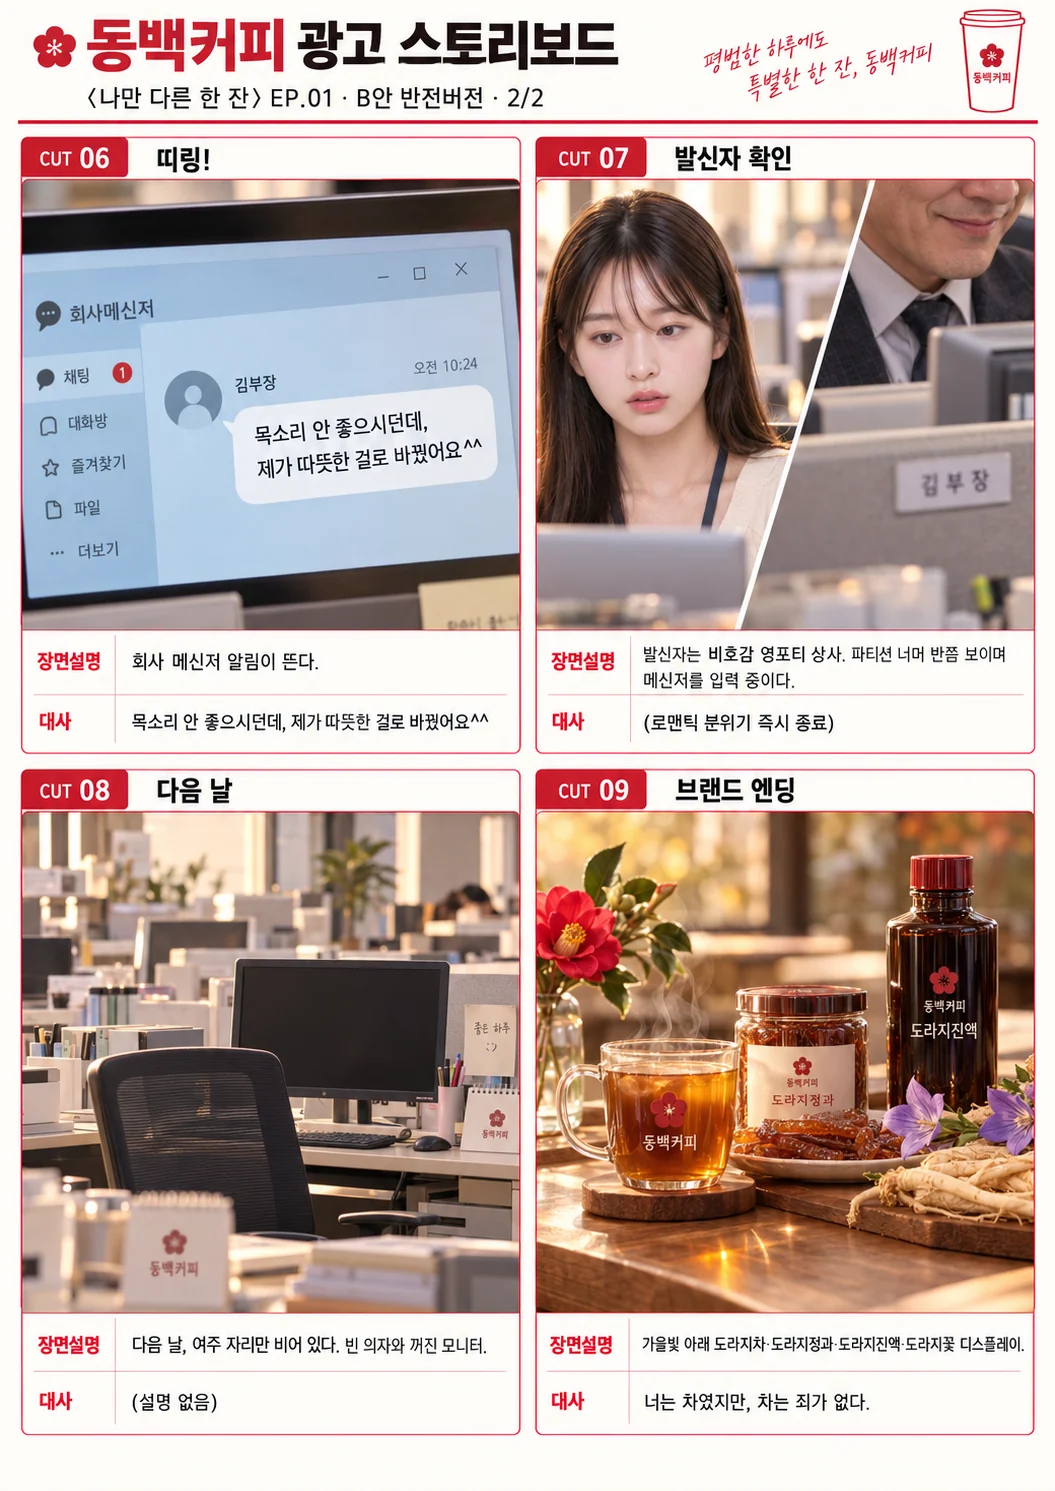 동백커피 광고 스토리보드
<나만 다른 한 잔> EP.01 · B안 반전버전 · 2/2
평범한 하루에도
특별한 한 잔, 동백커피
동백커피
CUT 06 띠링!
회사메신저
채팅 1
대화방
즐겨찾기
파일
더보기
김부장
오전 10:24
목소리 안 좋으시던데,
제가 따뜻한 걸로 바꿨어요^^
장면설명 회사 메신저 알림이 뜬다.
대사 목소리 안 좋으시던데, 제가 따뜻한 걸로 바꿨어요^^
CUT 07 발신자 확인
김부장
장면설명 발신자는 비호감 영포티 상사. 파티션 너머 반쯤 보이며
메신저를 입력 중이다.
대사 (로맨틱 분위기 즉시 종료)
CUT 08 다음 날
좋은 하루
:)
동백커피
동백커피
장면설명 다음 날, 여주 자리만 비어 있다. 빈 의자와 꺼진 모니터.
대사 (설명 없음)
CUT 09 브랜드 엔딩
동백커피
도라지진액
동백커피
도라지정과
동백커피
장면설명 가을빛 아래 도라지차·도라지정과·도라지진액·도라지꽃 디스플레이.
대사 너는 차였지만, 차는 죄가 없다.